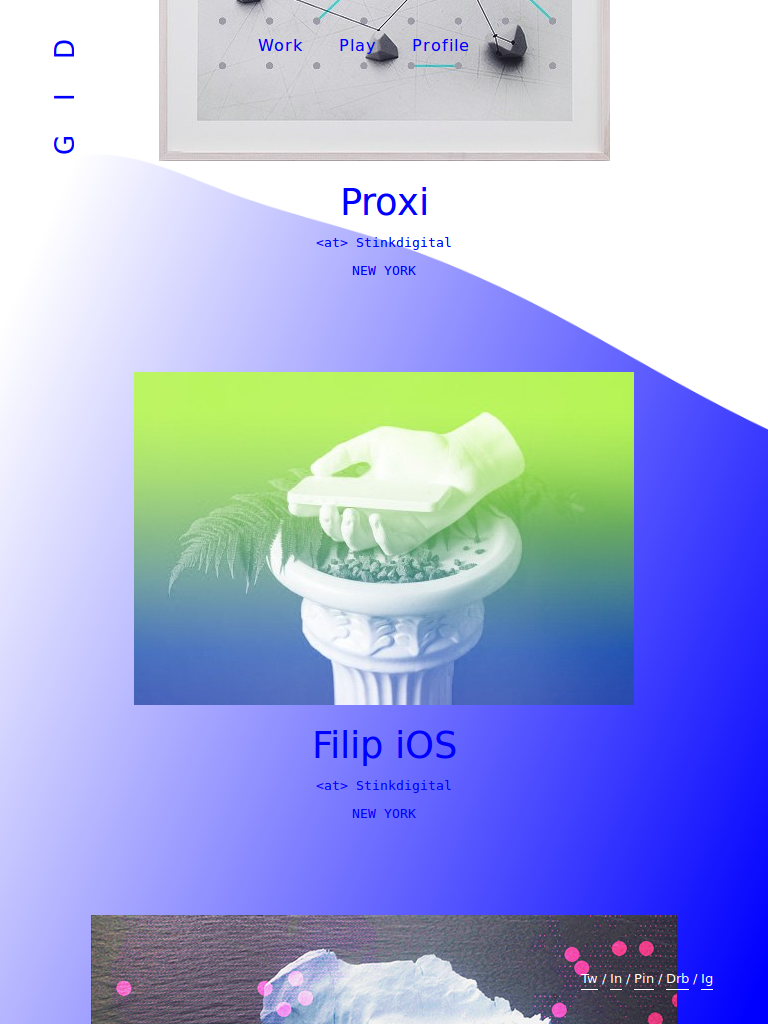 GID
Work Play Profile
Proxi
<at> Stinkdigital
NEW YORK
Filip iOS
<at> Stinkdigital
NEW YORK
Tw / In / Pin / Drb / Ig